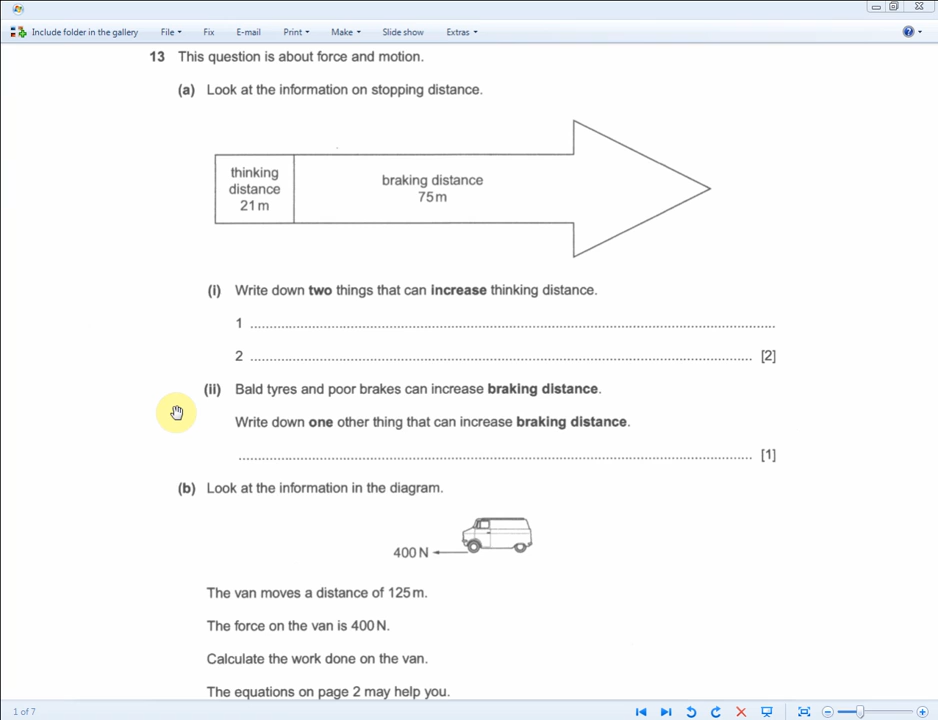 Include folder in the gallery File Fix E-mail Print Make Slide show Extras
13 This question is about force and motion.
(a) Look at the information on stopping distance.
thinking
distance
21 m
braking distance
75 m
(i) Write down two things that can increase thinking distance.
1 ................................................................
2 ................................................................ [2]
(ii) Bald tyres and poor brakes can increase braking distance.
Write down one other thing that can increase braking distance.
................................................................ [1]
(b) Look at the information in the diagram.
400 N
The van moves a distance of 125 m.
The force on the van is 400 N.
Calculate the work done on the van.
The equations on page 2 may help you.
1 of 7